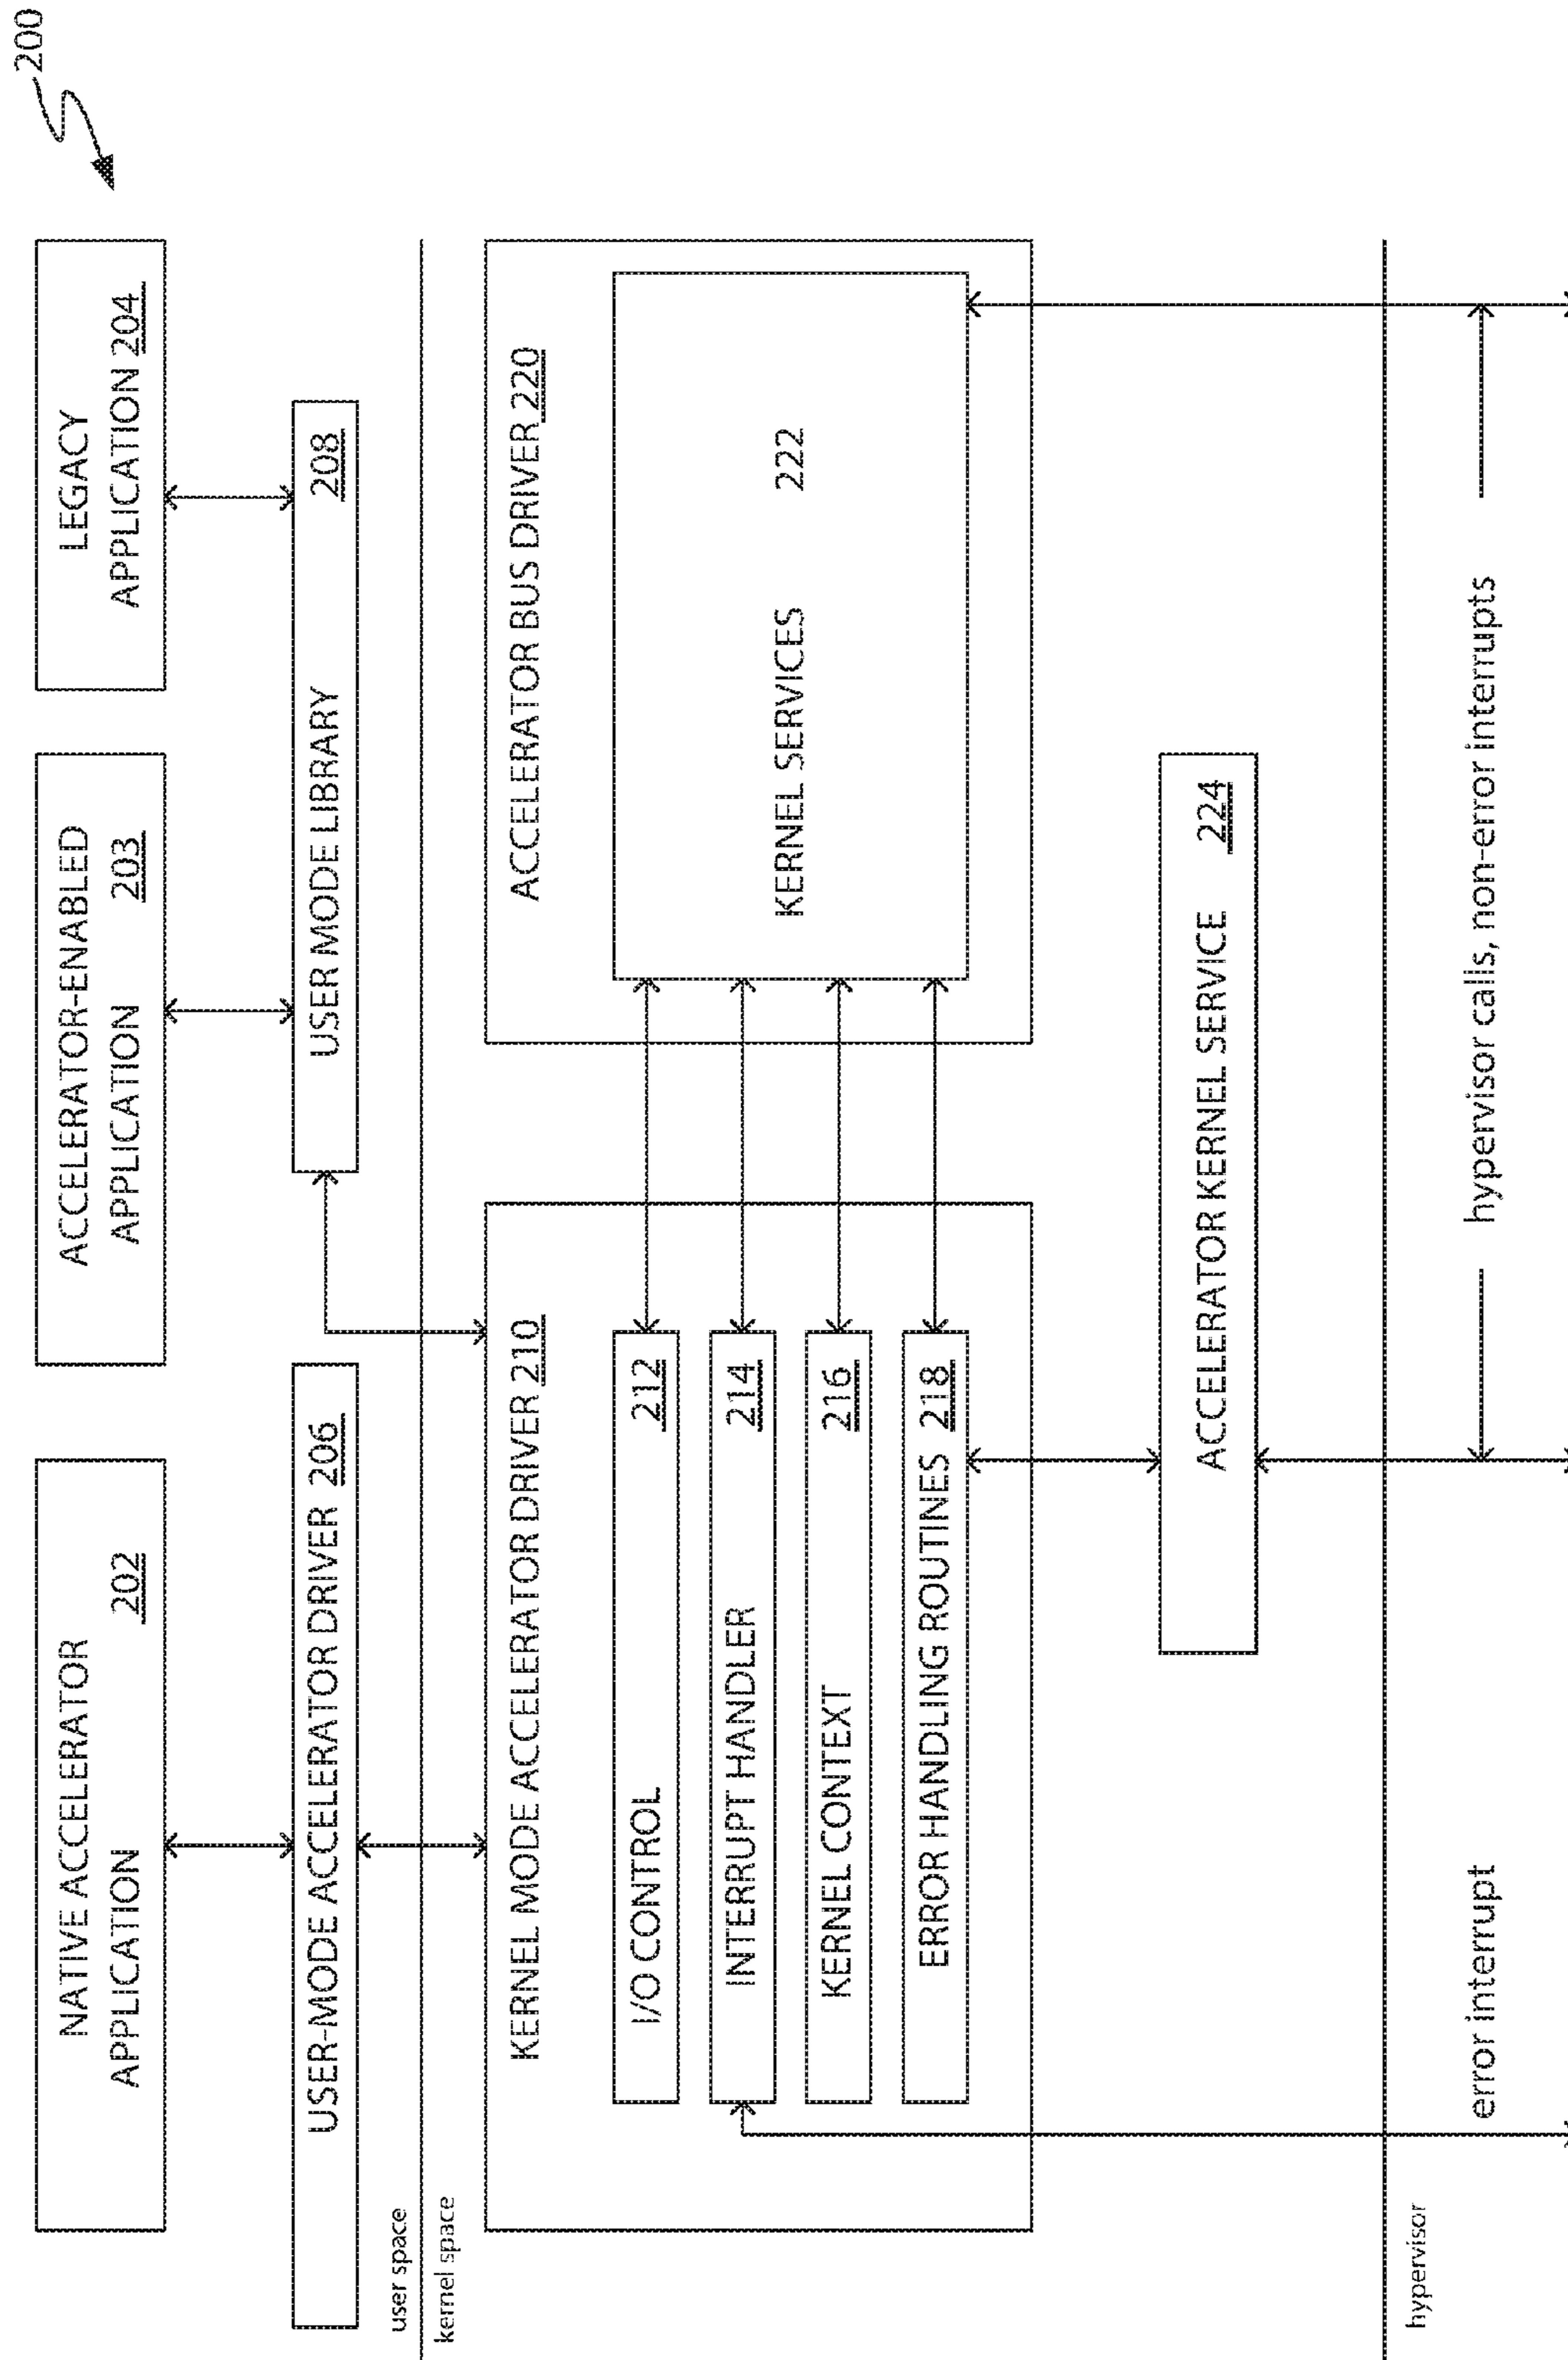 200
NATIVE ACCELERATOR
APPLICATION 202
ACCELERATOR-ENABLED
APPLICATION 203
LEGACY
APPLICATION 204
USER-MODE ACCELERATOR DRIVER 206
USER MODE LIBRARY 208
user space
kernel space
KERNEL MODE ACCELERATOR DRIVER 210
I/O CONTROL 212
INTERRUPT HANDLER 214
KERNEL CONTEXT 216
ERROR HANDLING ROUTINES 218
ACCELERATOR BUS DRIVER 220
KERNEL SERVICES 222
ACCELERATOR KERNEL SERVICE 224
hypervisor
error interrupt
hypervisor calls, non-error interrupts